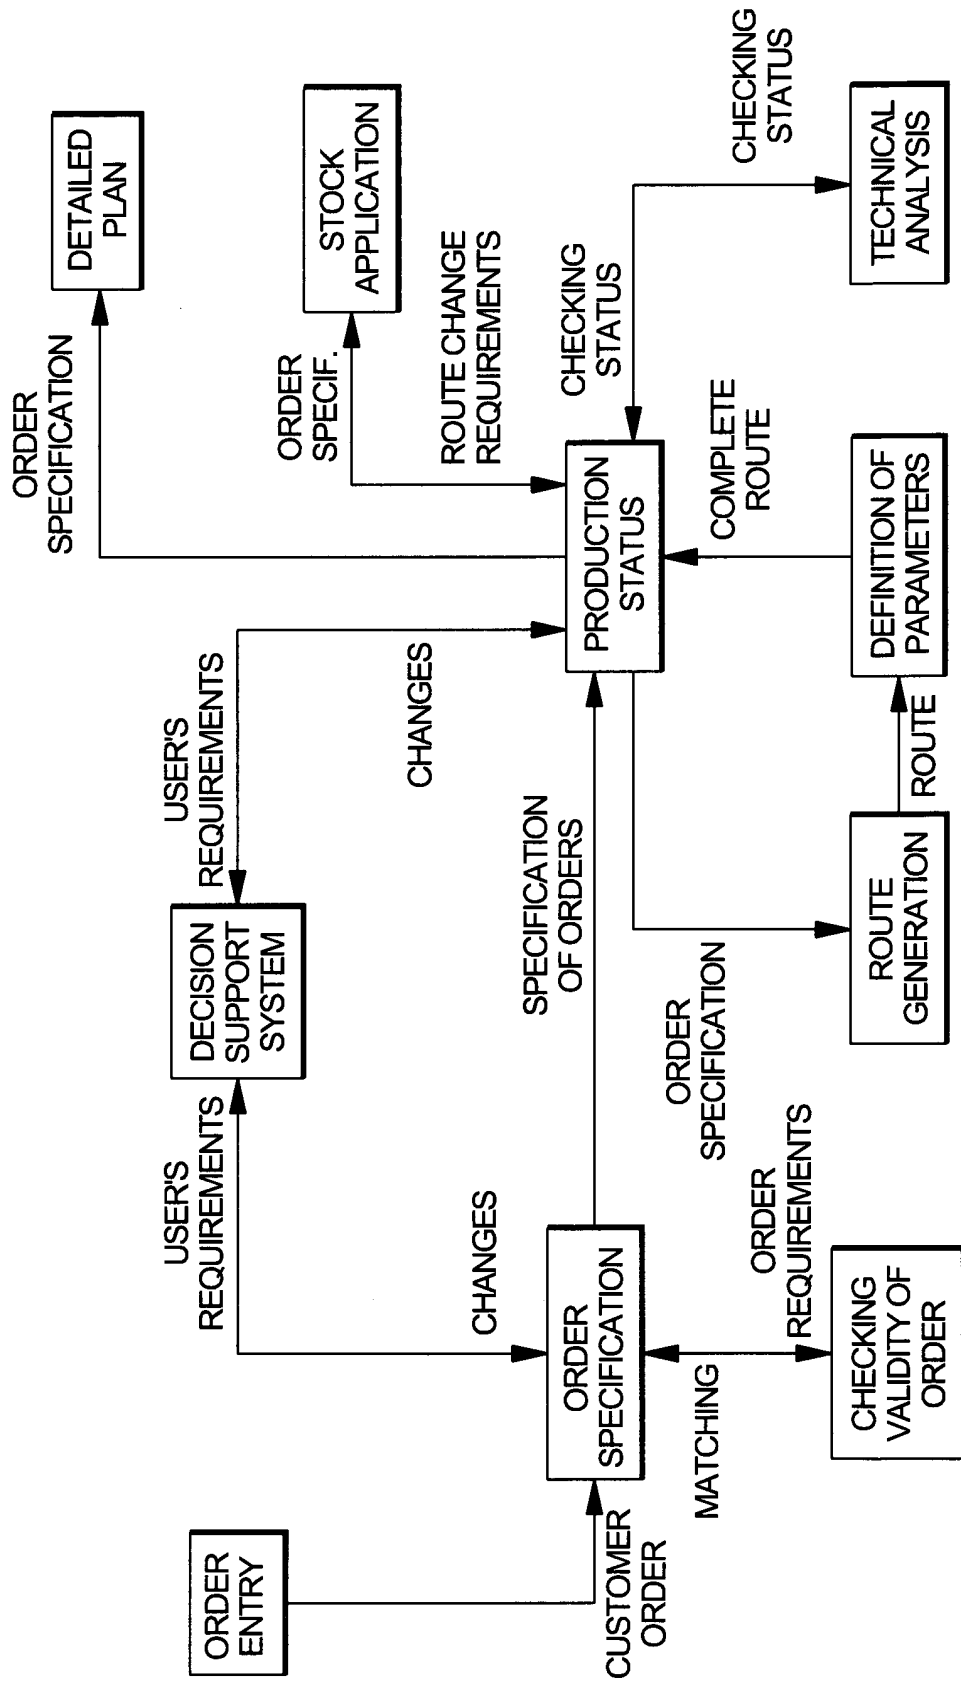 ORDER
ENTRY
CUSTOMER
ORDER
ORDER
SPECIFICATION
MATCHING
ORDER
REQUIREMENTS
CHECKING
VALIDITY OF
ORDER
CHANGES
USER'S
REQUIREMENTS
DECISION
SUPPORT
SYSTEM
USER'S
REQUIREMENTS
CHANGES
SPECIFICATION
OF ORDERS
ORDER
SPECIFICATION
ROUTE
GENERATION
ROUTE
DEFINITION OF
PARAMETERS
COMPLETE
ROUTE
PRODUCTION
STATUS
ORDER
SPECIFICATION
DETAILED
PLAN
ORDER
SPECIF.
STOCK
APPLICATION
ROUTE CHANGE
REQUIREMENTS
CHECKING
STATUS
CHECKING
STATUS
TECHNICAL
ANALYSIS